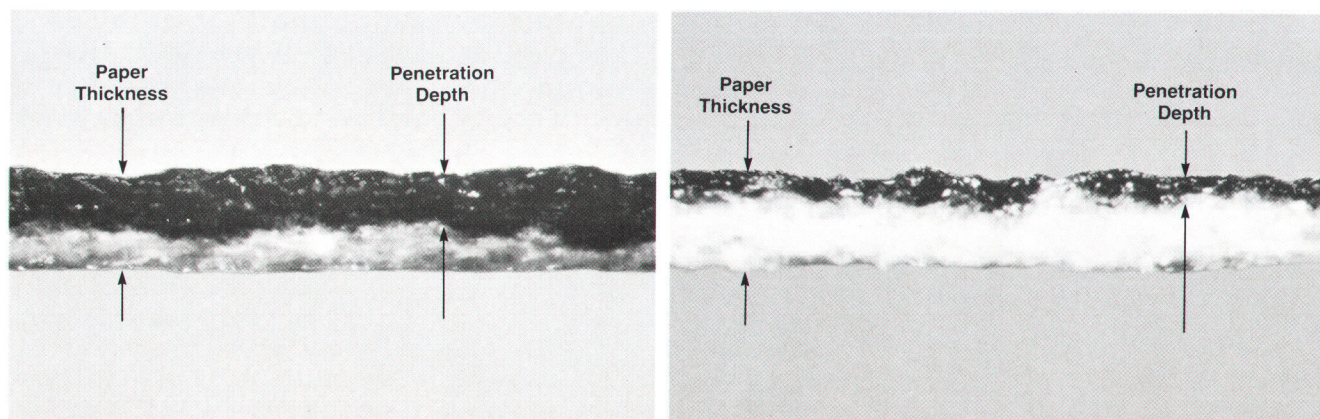 Paper
Thickness
Penetration
Depth
Paper
Thickness
Penetration
Depth